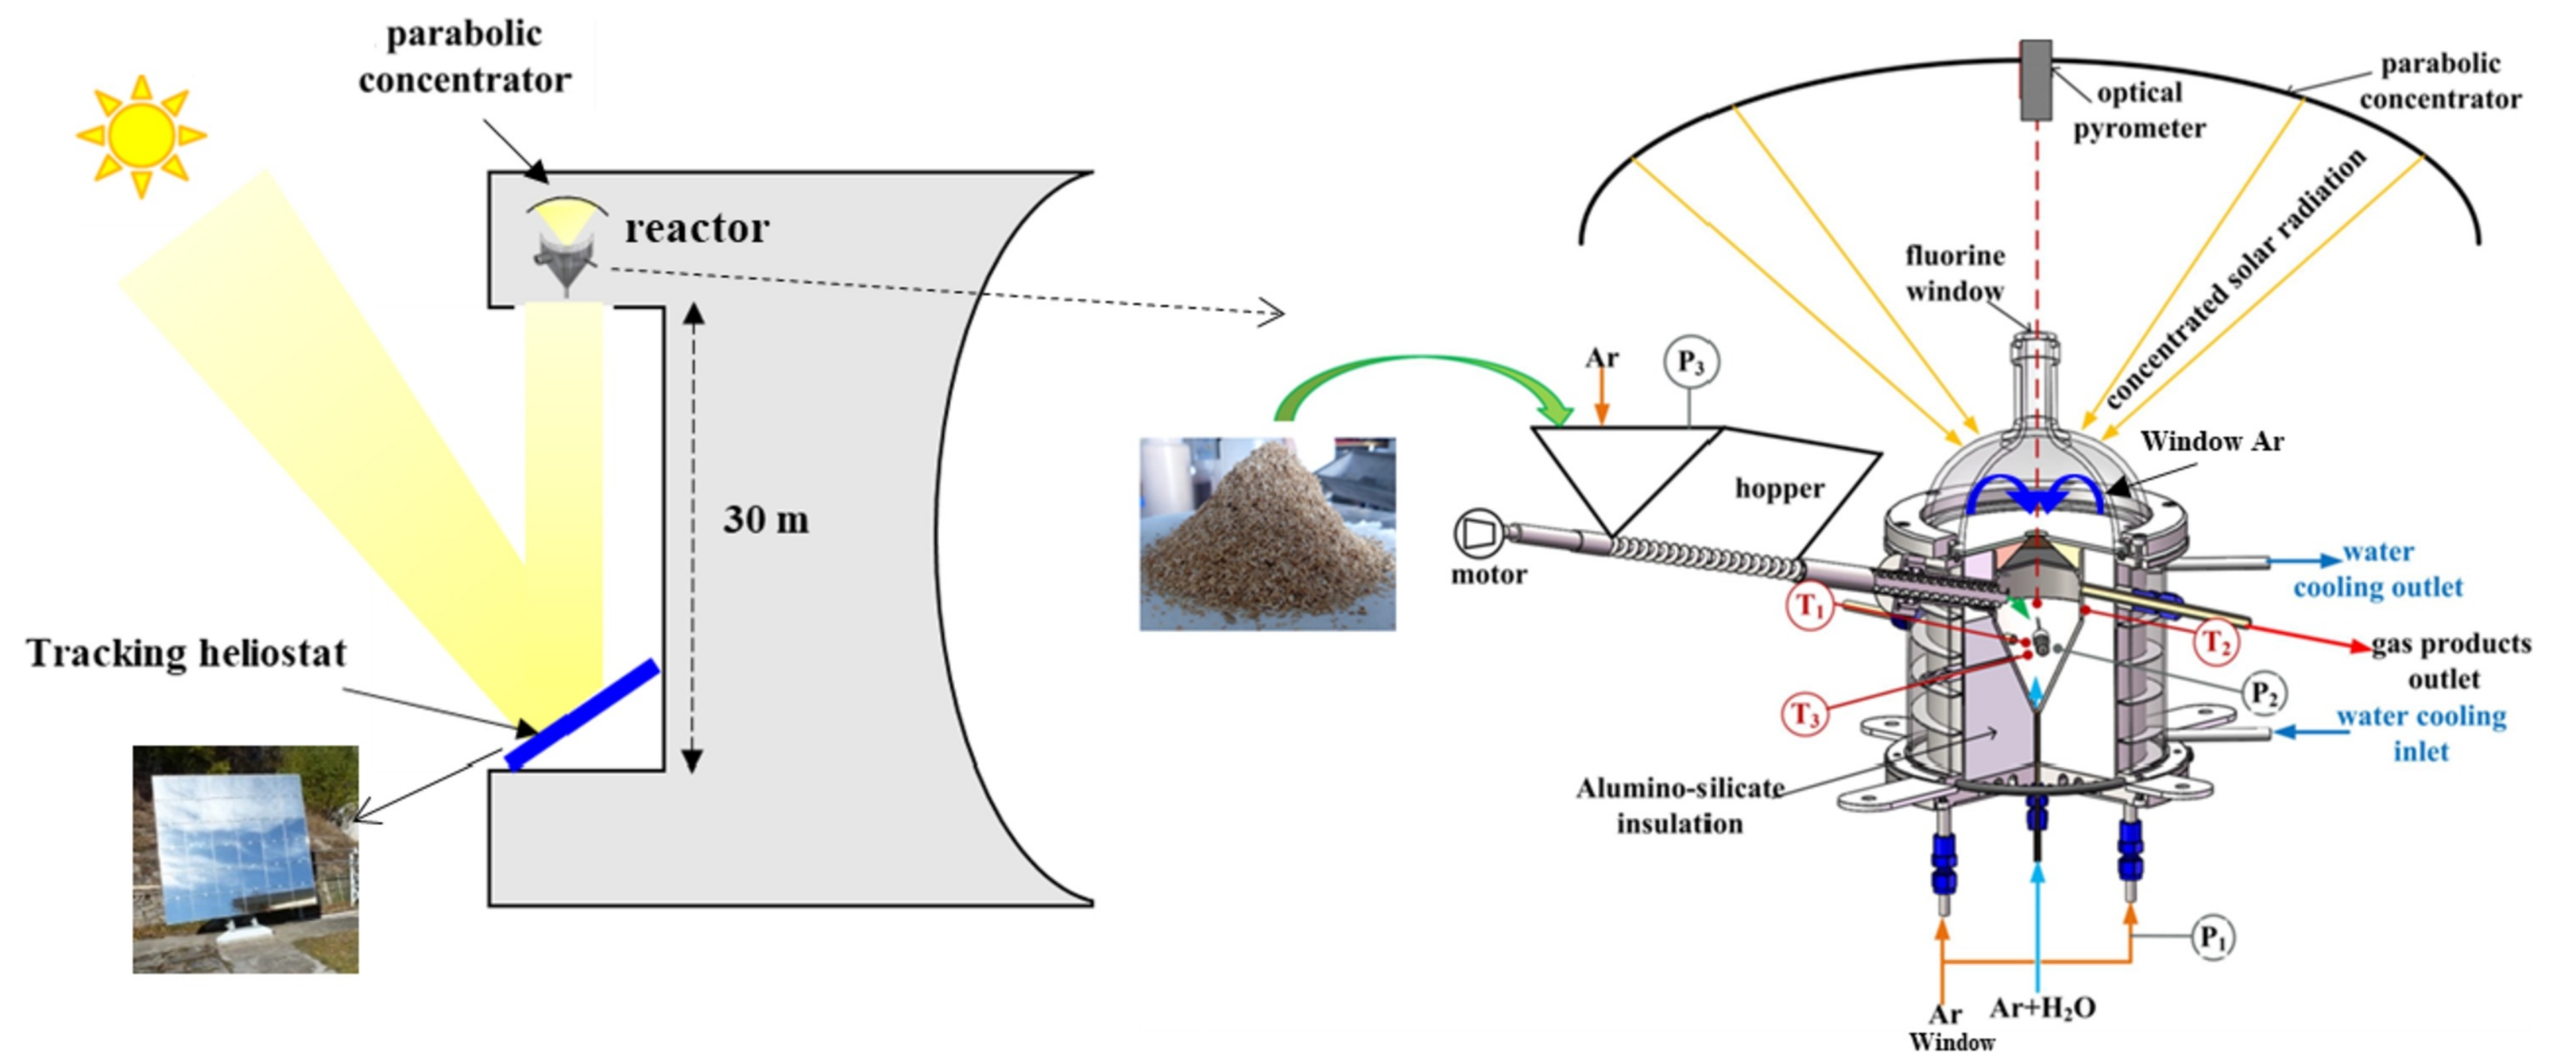 parabolic
concentrator
reactor
30 m
Tracking heliostat
parabolic
concentrator
optical
pyrometer
concentrated solar radiation
fluorine
window
Window Ar
Ar
P₃
hopper
motor
T₁
T₂
T₃
P₂
water
cooling outlet
gas products
outlet
water cooling
inlet
Alumino-silicate
insulation
P₁
Ar
Window
Ar+H₂O